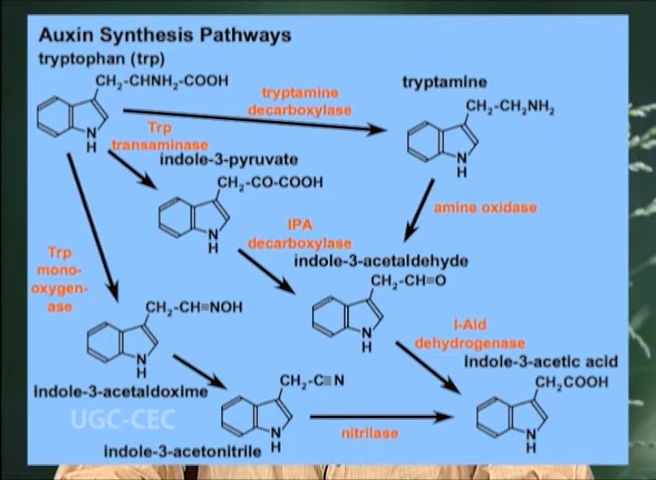 Auxin Synthesis Pathways
tryptophan (trp)
CH₂-CHNH₂-COOH
N
H
tryptamine
decarboxylase
tryptamine
CH₂-CH₂NH₂
N
H
Trp
transaminase
indole-3-pyruvate
CH₂-CO-COOH
N
H
amine oxidase
IPA
decarboxylase
indole-3-acetaldehyde
CH₂-CH=O
N
H
Trp
mono-
oxygen-
ase
CH₂-CH=NOH
N
H
indole-3-acetaldoxime
I-Ald
dehydrogenase
Indole-3-acetic acid
CH₂COOH
N
H
CH₂-C≡N
N
H
indole-3-acetonitrile
nitrilase
UGC-CEC